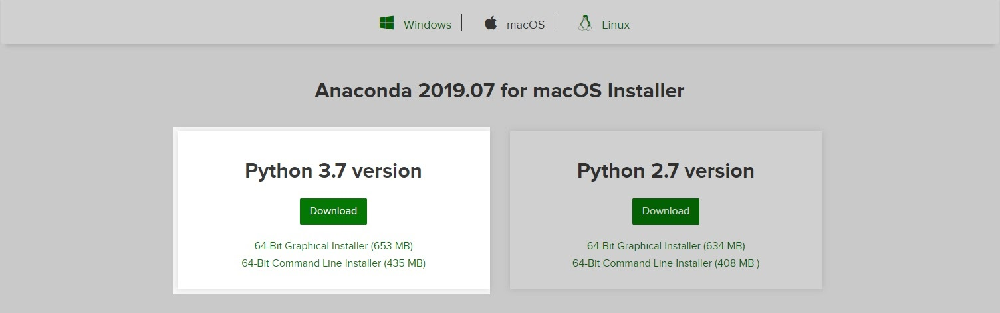 Windows
macOS
Linux
Anaconda 2019.07 for macOS Installer
Python 3.7 version
Download
64-Bit Graphical Installer (653 MB)
64-Bit Command Line Installer (435 MB)
Python 2.7 version
Download
64-Bit Graphical Installer (634 MB)
64-Bit Command Line Installer (408 MB )